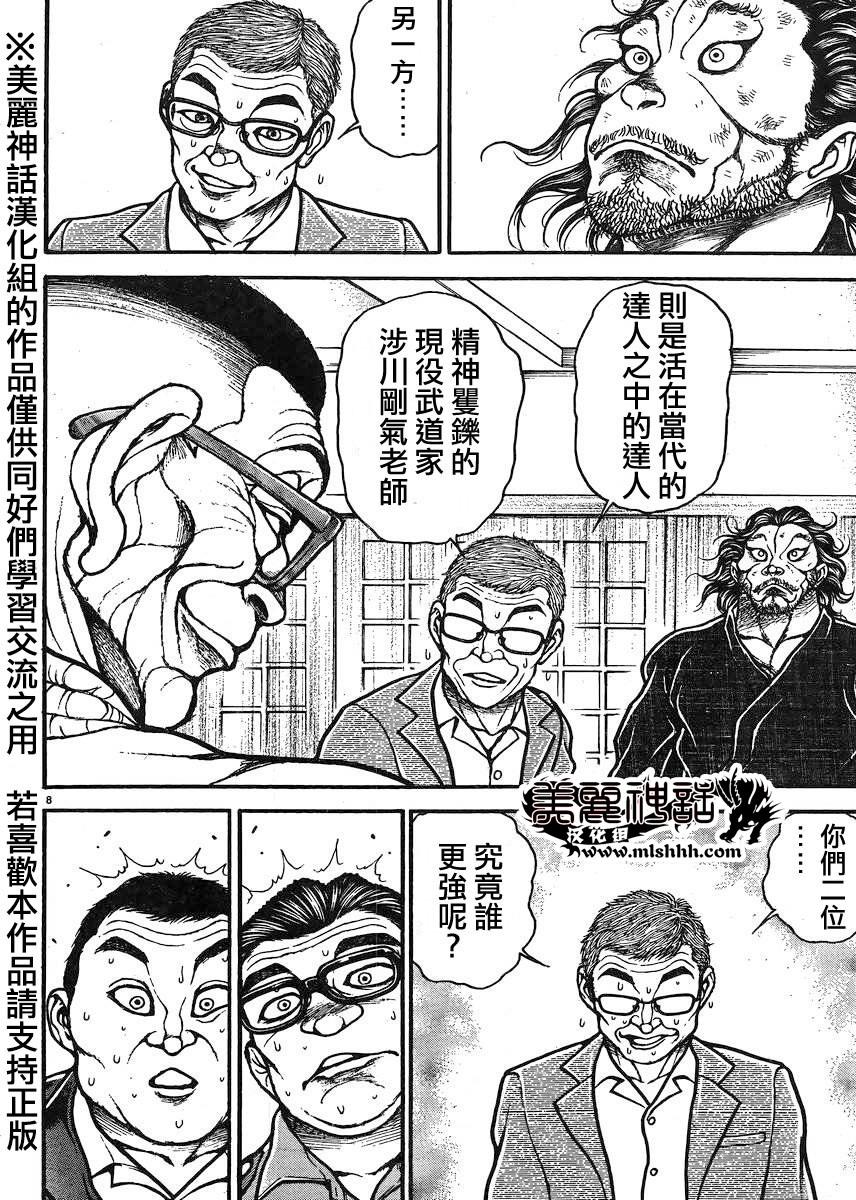 ※美麗神話漢化組的作品僅供同好們學習交流之用 若喜歡本作品請支持正版
另一方……
則是活在當代的
達人之中的達人
精神矍鑠的
現役武道家
涉川剛氣老師
8
美麗神話
汉化组
www.mlshhh.com
你們二位
……
究竟誰
更強呢？